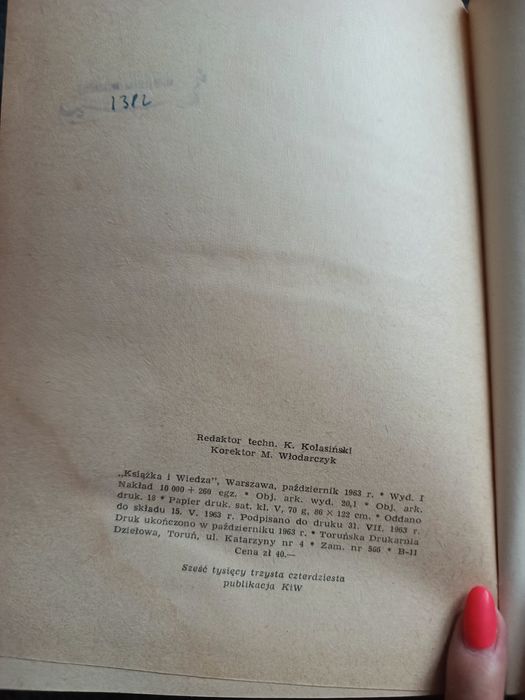 1382
Redaktor techn. K. Kolasiński
Korektor M. Włodarczyk
„Książka i Wiedza”, Warszawa, październik 1963 r. * Wyd. I
Nakład 10 000 + 260 egz. * Obj. ark. wyd. 20,1 * Obj. ark.
druk. 18 * Papier druk. sat. kl. V, 70 g, 86 × 122 cm. * Oddano
do składu 15. V. 1963 r. Podpisano do druku 31. VII. 1963 r.
Druk ukończono w październiku 1963 r. * Toruńska Drukarnia
Dziełowa, Toruń, ul. Katarzyny nr 4 * Zam. nr 566 * B-11
Cena zł 40.—
Sześć tysięcy trzysta czterdziesta
publikacja KiW